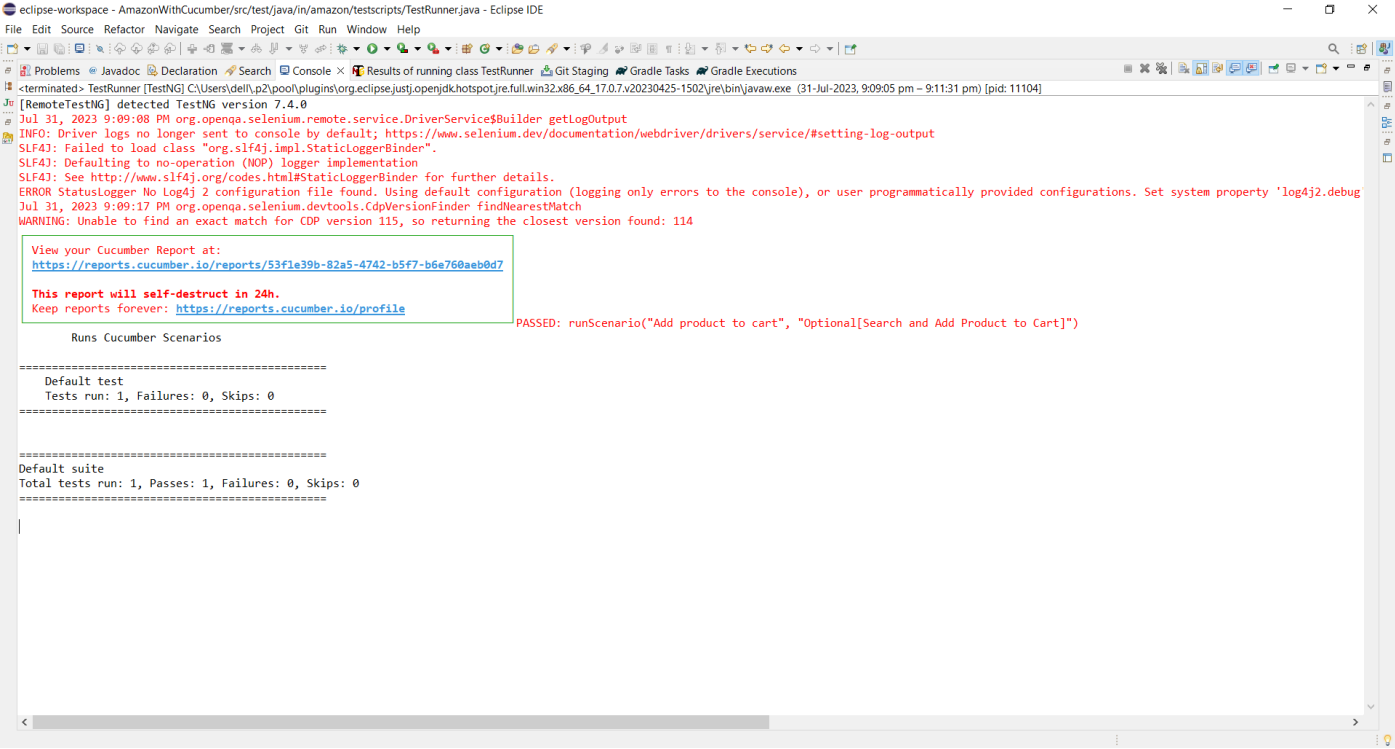 eclipse-workspace - AmazonWithCucumber/src/test/java/in/amazon/testscripts/TestRunner.java - Eclipse IDE
File Edit Source Refactor Navigate Search Project Git Run Window Help
Problems Javadoc Declaration Search Console Results of running class TestRunner Git Staging Gradle Tasks Gradle Executions
<terminated> TestRunner [TestNG] C:\Users\dell\.p2\pool\plugins\org.eclipse.justj.openjdk.hotspot.jre.full.win32.x86_64_17.0.7.v20230425-1502\jre\bin\javaw.exe (31-Jul-2023, 9:09:05 pm – 9:11:31 pm) [pid: 11104]
[RemoteTestNG] detected TestNG version 7.4.0
Jul 31, 2023 9:09:08 PM org.openqa.selenium.remote.service.DriverService$Builder getLogOutput
INFO: Driver logs no longer sent to console by default; https://www.selenium.dev/documentation/webdriver/drivers/service/#setting-log-output
SLF4J: Failed to load class "org.slf4j.impl.StaticLoggerBinder".
SLF4J: Defaulting to no-operation (NOP) logger implementation
SLF4J: See http://www.slf4j.org/codes.html#StaticLoggerBinder for further details.
ERROR StatusLogger No Log4j 2 configuration file found. Using default configuration (logging only errors to the console), or user programmatically provided configurations. Set system property 'log4j2.debug
Jul 31, 2023 9:09:17 PM org.openqa.selenium.devtools.CdpVersionFinder findNearestMatch
WARNING: Unable to find an exact match for CDP version 115, so returning the closest version found: 114
View your Cucumber Report at:
https://reports.cucumber.io/reports/53f1e39b-82a5-4742-b5f7-b6e760aeb0d7
This report will self-destruct in 24h.
Keep reports forever: https://reports.cucumber.io/profile
PASSED: runScenario("Add product to cart", "Optional[Search and Add Product to Cart]")
Runs Cucumber Scenarios
===============================================
Default test
Tests run: 1, Failures: 0, Skips: 0
===============================================
===============================================
Default suite
Total tests run: 1, Passes: 1, Failures: 0, Skips: 0
===============================================